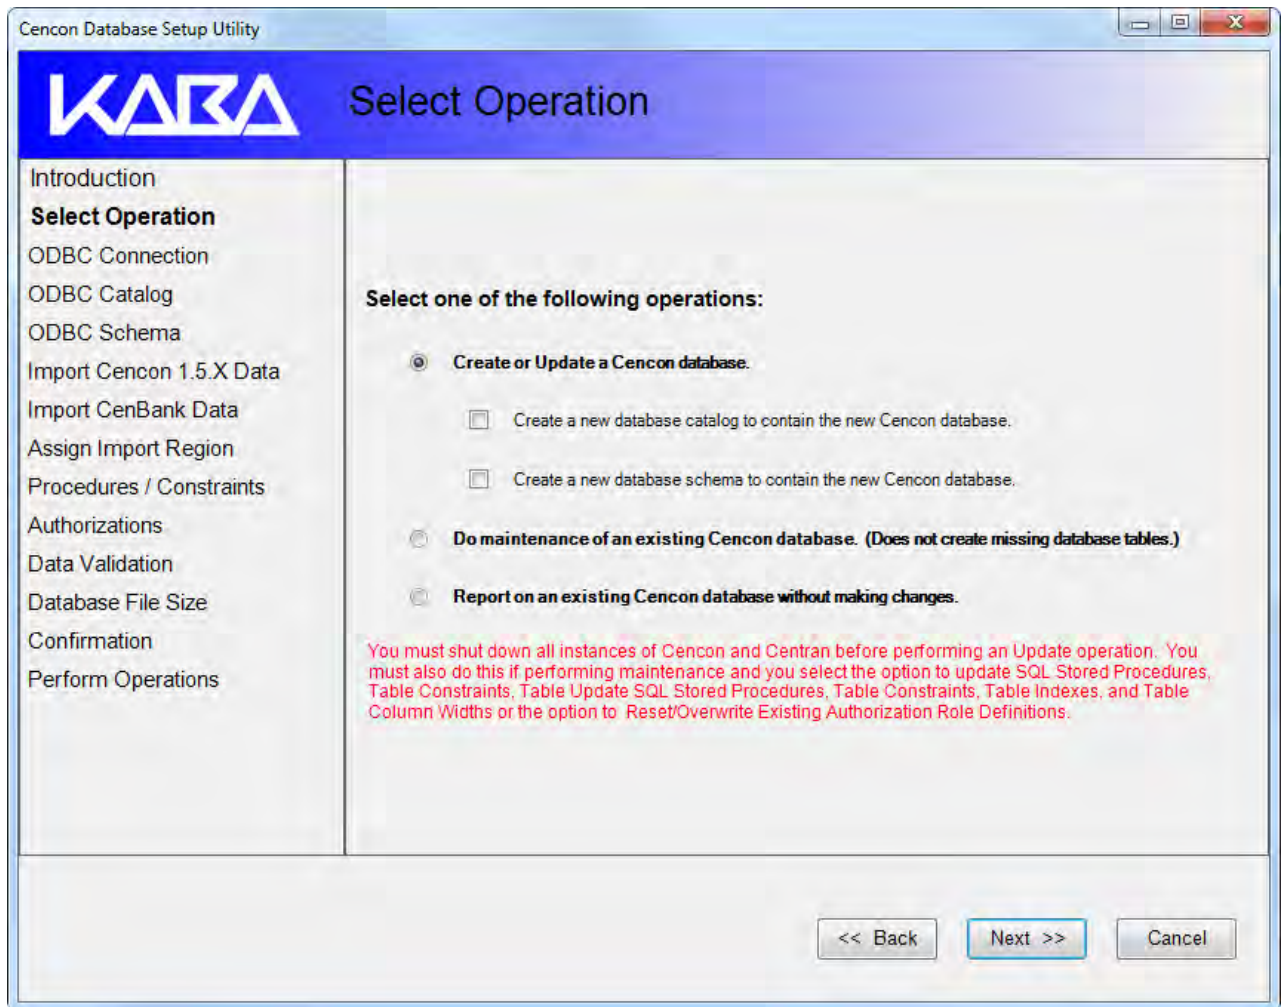 Cencon Database Setup Utility
KABA
Select Operation
Introduction
Select Operation
ODBC Connection
ODBC Catalog
ODBC Schema
Import Cencon 1.5.X Data
Import CenBank Data
Assign Import Region
Procedures / Constraints
Authorizations
Data Validation
Database File Size
Confirmation
Perform Operations
Select one of the following operations:
Create or Update a Cencon database.
Create a new database catalog to contain the new Cencon database.
Create a new database schema to contain the new Cencon database.
Do maintenance of an existing Cencon database. (Does not create missing database tables.)
Report on an existing Cencon database without making changes.
You must shut down all instances of Cencon and Centran before performing an Update operation. You
must also do this if performing maintenance and you select the option to update SQL Stored Procedures,
Table Constraints, Table Update SQL Stored Procedures, Table Constraints, Table Indexes, and Table
Column Widths or the option to Reset/Overwrite Existing Authorization Role Definitions.
<< Back
Next >>
Cancel